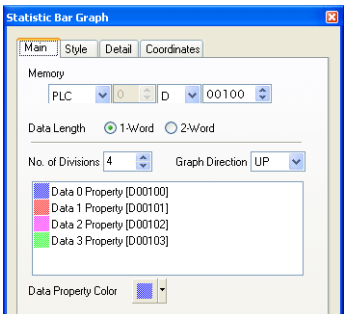 Statistic Bar Graph
Main Style Detail Coordinates
Memory
PLC 0 D 00100
Data Length 1-Word 2-Word
No. of Divisions 4 Graph Direction UP
Data 0 Property [D00100]
Data 1 Property [D00101]
Data 2 Property [D00102]
Data 3 Property [D00103]
Data Property Color